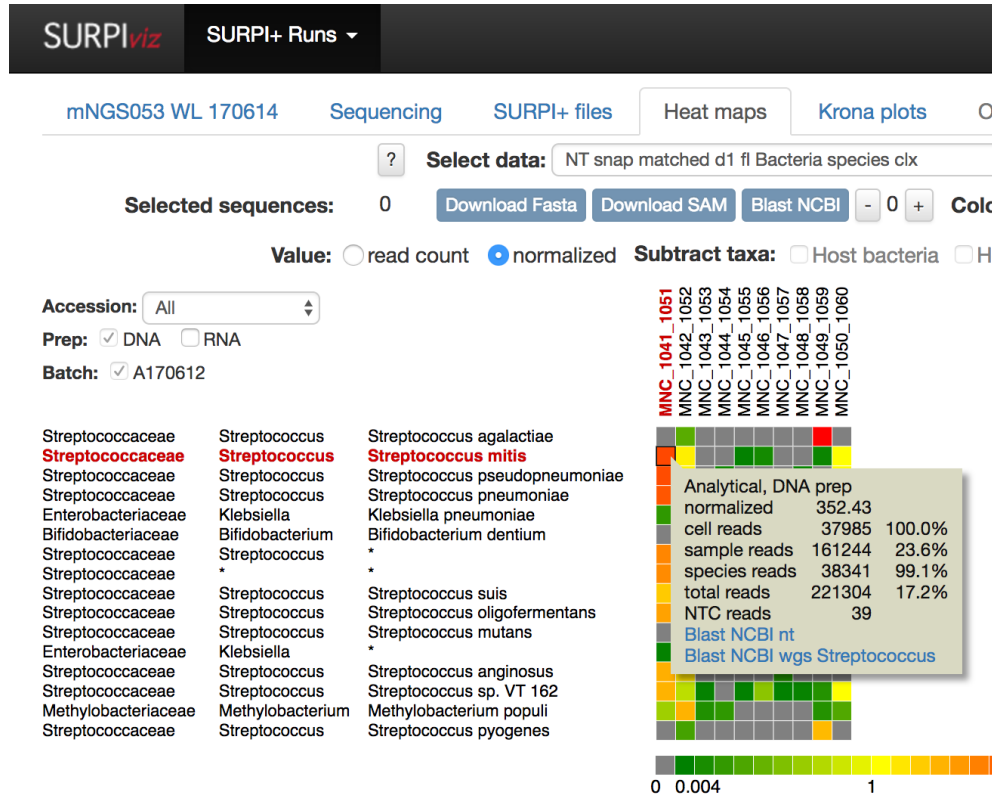 SURPIviz SURPI+ Runs
mNGS053 WL 170614 Sequencing SURPI+ files Heat maps Krona plots O
? Select data: NT snap matched d1 fl Bacteria species clx
Selected sequences: 0 Download Fasta Download SAM Blast NCBI - 0 + Colo
Value: read count normalized Subtract taxa: Host bacteria H
Accession: All
Prep: DNA RNA
Batch: A170612
MNC_1041_1051
MNC_1042_1052
MNC_1043_1053
MNC_1044_1054
MNC_1045_1055
MNC_1046_1056
MNC_1047_1057
MNC_1048_1058
MNC_1049_1059
MNC_1050_1060
Streptococcaceae Streptococcus Streptococcus agalactiae
Streptococcaceae Streptococcus Streptococcus mitis
Streptococcaceae Streptococcus Streptococcus pseudopneumoniae
Streptococcaceae Streptococcus Streptococcus pneumoniae
Enterobacteriaceae Klebsiella Klebsiella pneumoniae
Bifidobacteriaceae Bifidobacterium Bifidobacterium dentium
Streptococcaceae Streptococcus *
Streptococcaceae * *
Streptococcaceae Streptococcus Streptococcus suis
Streptococcaceae Streptococcus Streptococcus oligofermentans
Streptococcaceae Streptococcus Streptococcus mutans
Enterobacteriaceae Klebsiella *
Streptococcaceae Streptococcus Streptococcus anginosus
Streptococcaceae Streptococcus Streptococcus sp. VT 162
Methylobacteriaceae Methylobacterium Methylobacterium populi
Streptococcaceae Streptococcus Streptococcus pyogenes
Analytical, DNA prep
normalized 352.43
cell reads 37985 100.0%
sample reads 161244 23.6%
species reads 38341 99.1%
total reads 221304 17.2%
NTC reads 39
Blast NCBI nt
Blast NCBI wgs Streptococcus
0 0.004 1